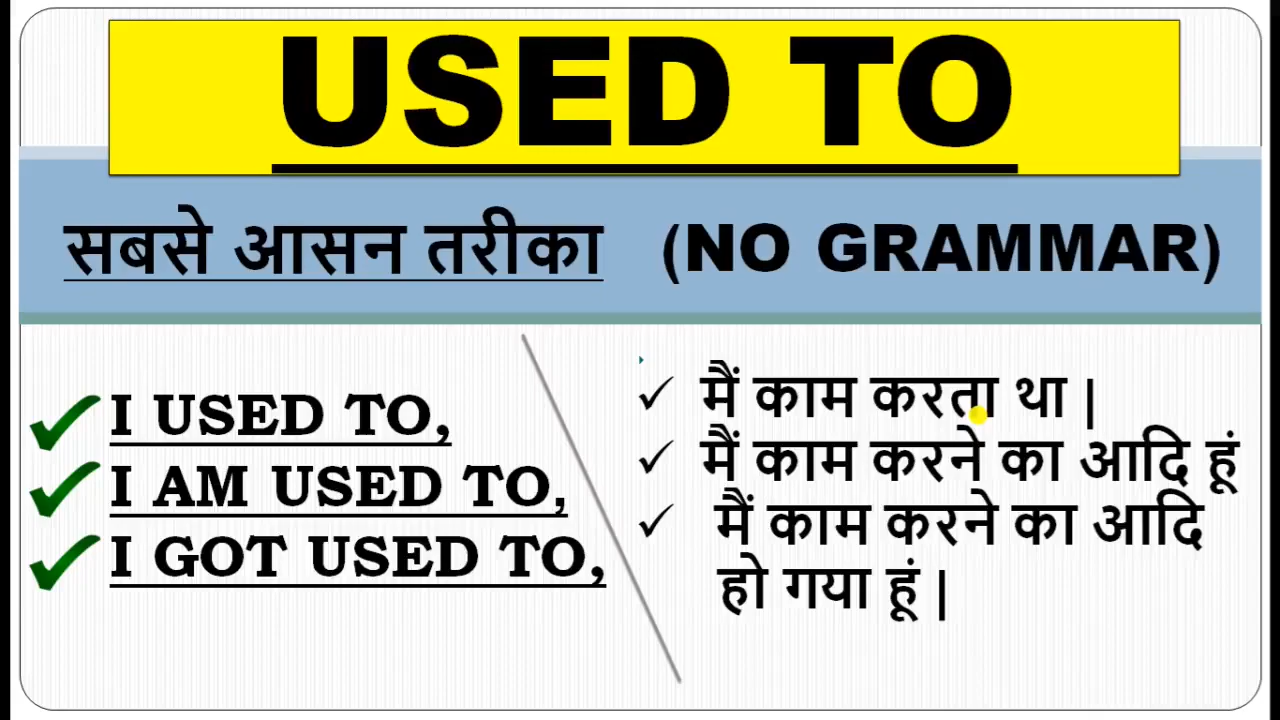 USED TO
सबसे आसन तरीका (NO GRAMMAR)
I USED TO,
I AM USED TO,
I GOT USED TO,
मैं काम करता था |
मैं काम करने का आदि हूं
मैं काम करने का आदि
हो गया हूं |